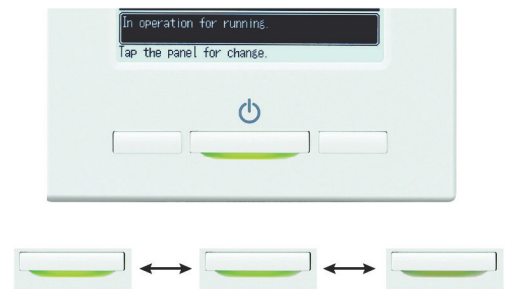 In operation for running.
Tap the panel for change.